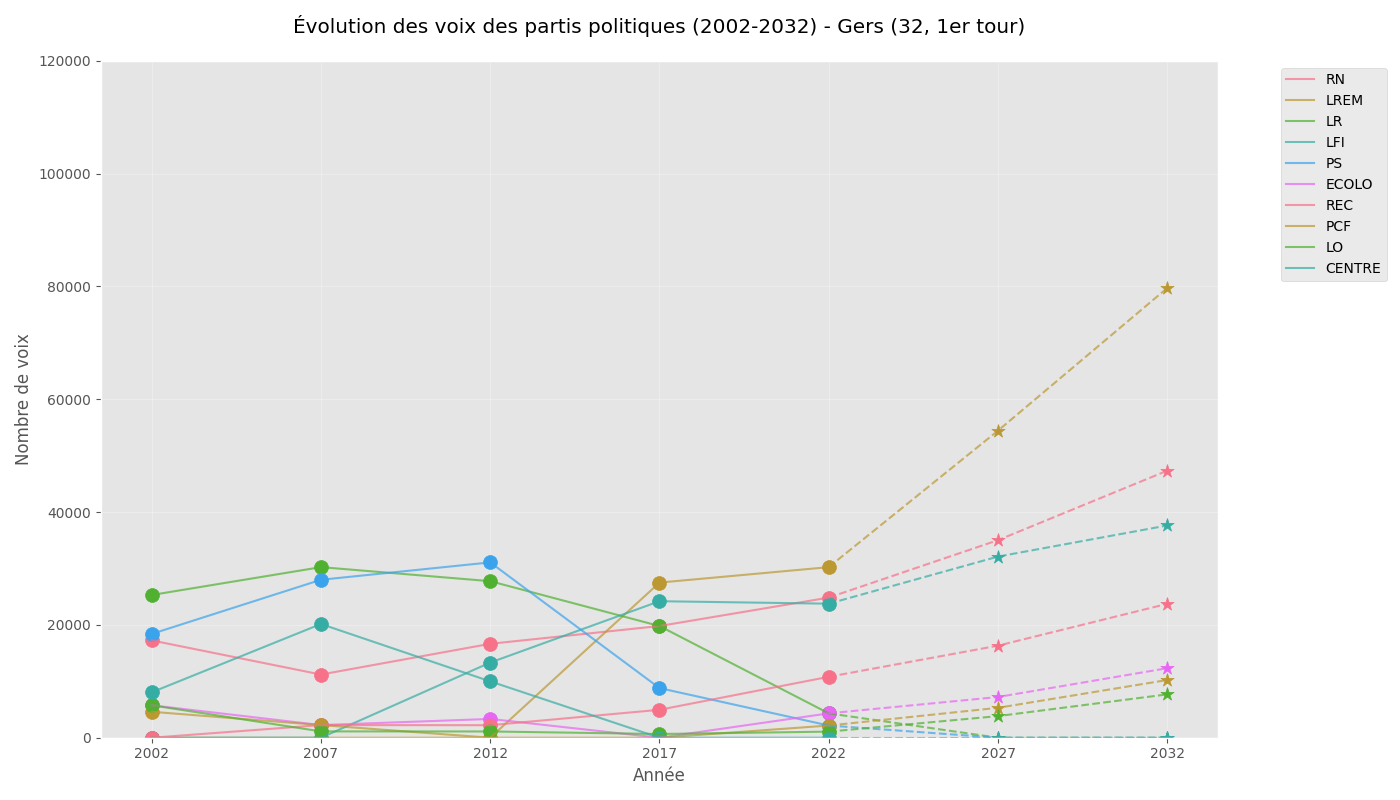 Évolution des voix des partis politiques (2002-2032) - Gers (32, 1er tour)
120000
100000
80000
60000
40000
20000
0
Nombre de voix
2002
2007
2012
2017
2022
2027
2032
Année
RN
LREM
LR
LFI
PS
ECOLO
REC
PCF
LO
CENTRE